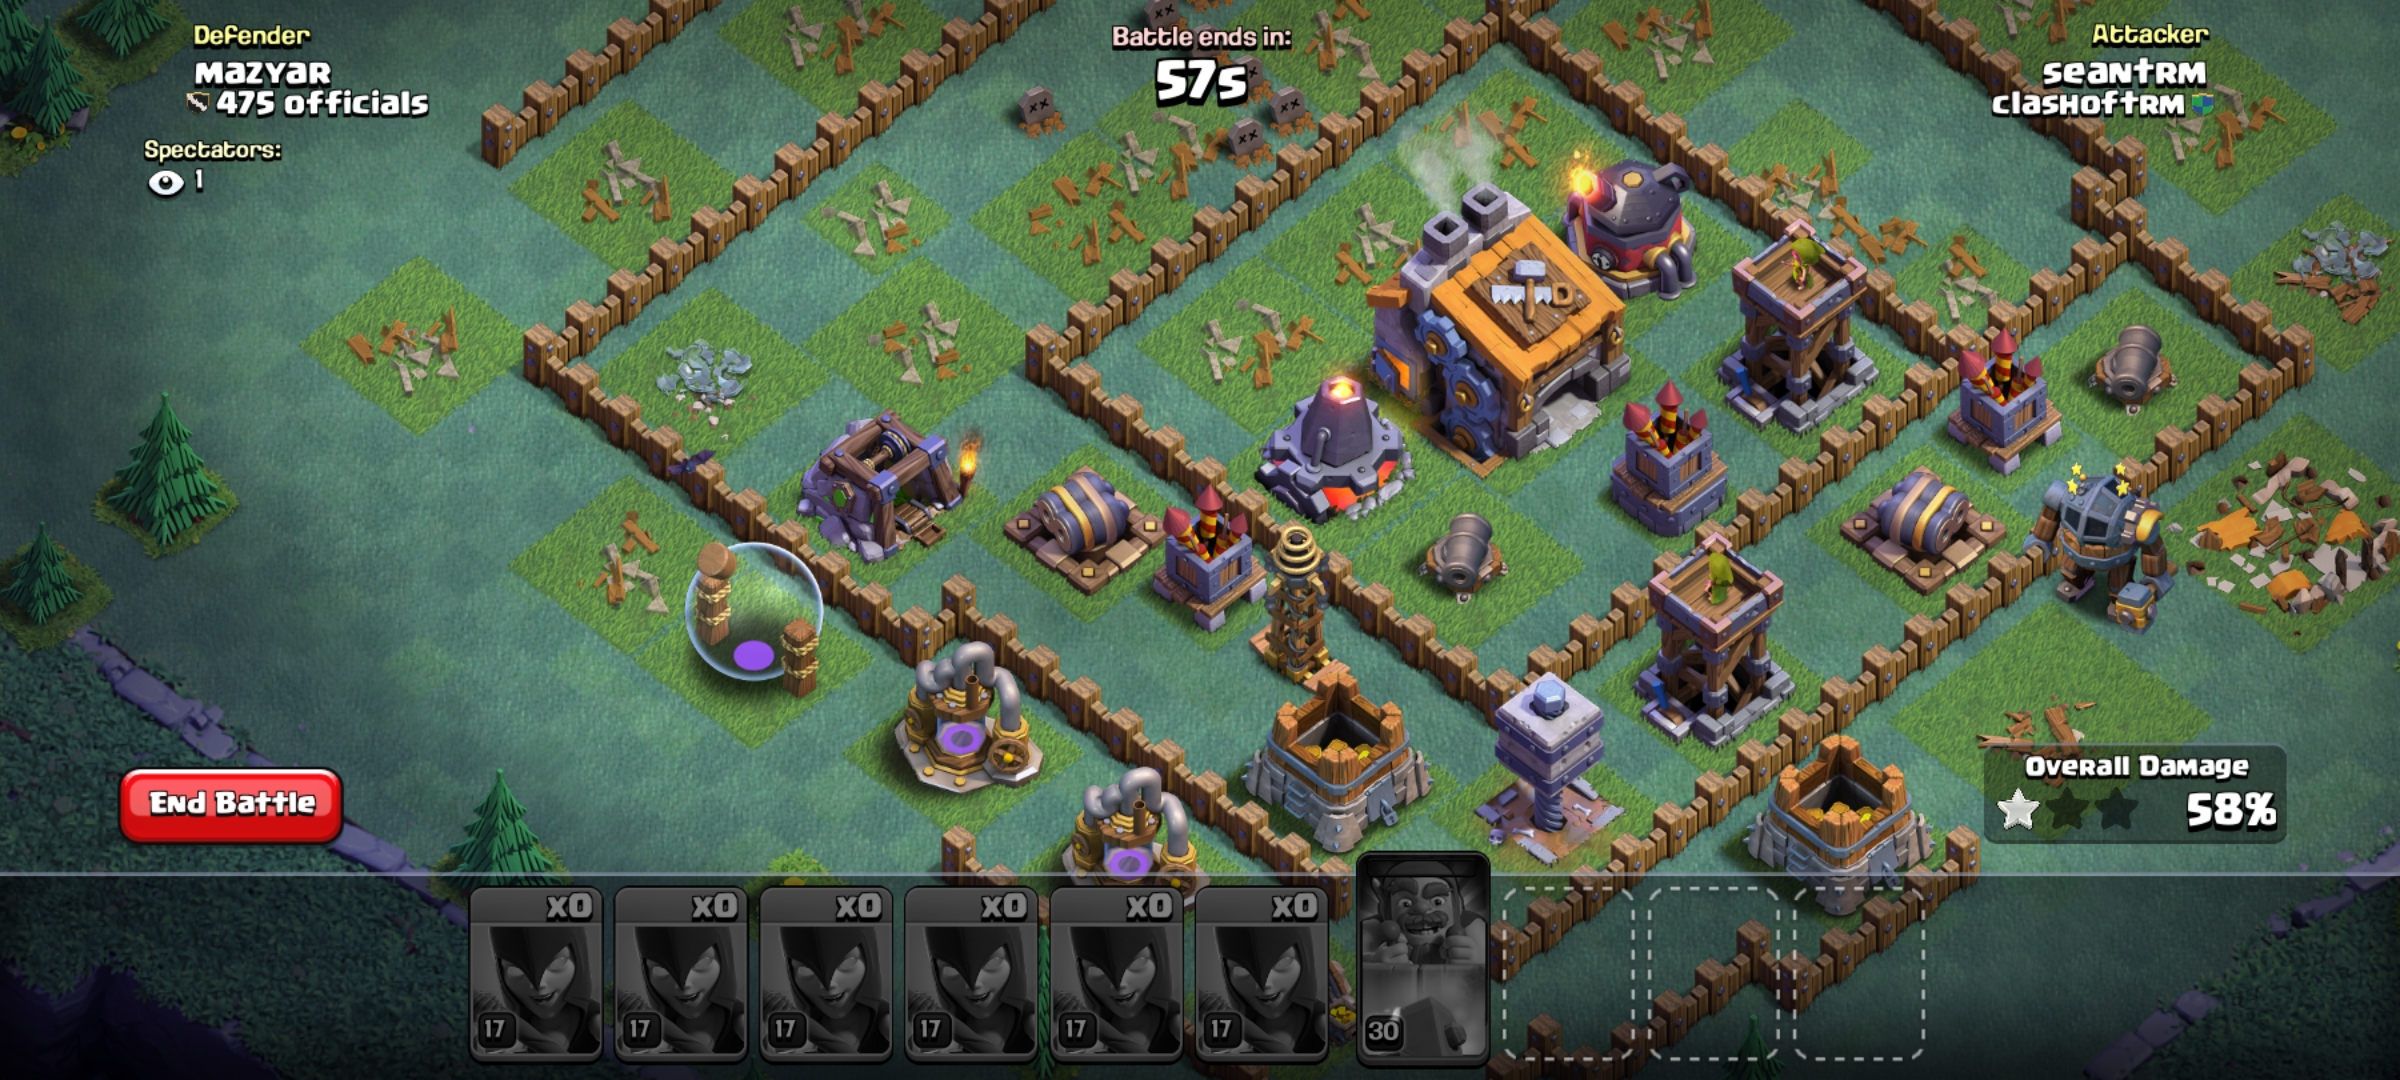 Defender
mazyar
475 officials
Spectators:
1
Battle ends in:
57s
Attacker
seantrm
clashoftrm
End Battle
Overall Damage
58%
x0
x0
x0
x0
x0
x0
17
17
17
17
17
17
30